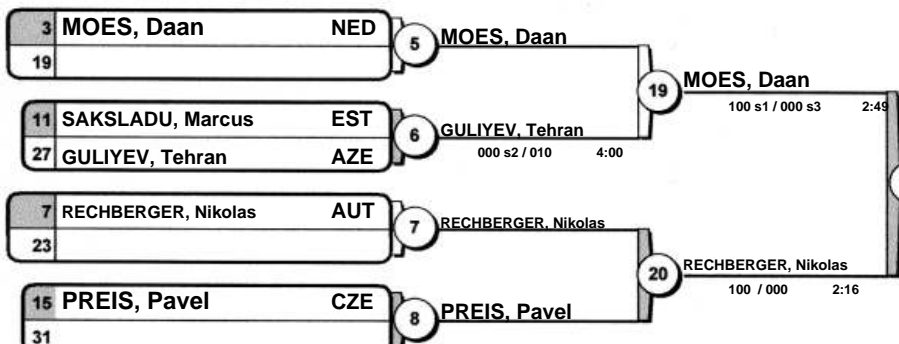 3 MOES, Daan NED
19
5 MOES, Daan
11 SAKSLADU, Marcus EST
27 GULIYEV, Tehran AZE
6 GULIYEV, Tehran
000 s2 / 010 4:00
19 MOES, Daan
100 s1 / 000 s3 2:49
7 RECHBERGER, Nikolas AUT
23
7 RECHBERGER, Nikolas
15 PREIS, Pavel CZE
31
8 PREIS, Pavel
20 RECHBERGER, Nikolas
100 / 000 2:16